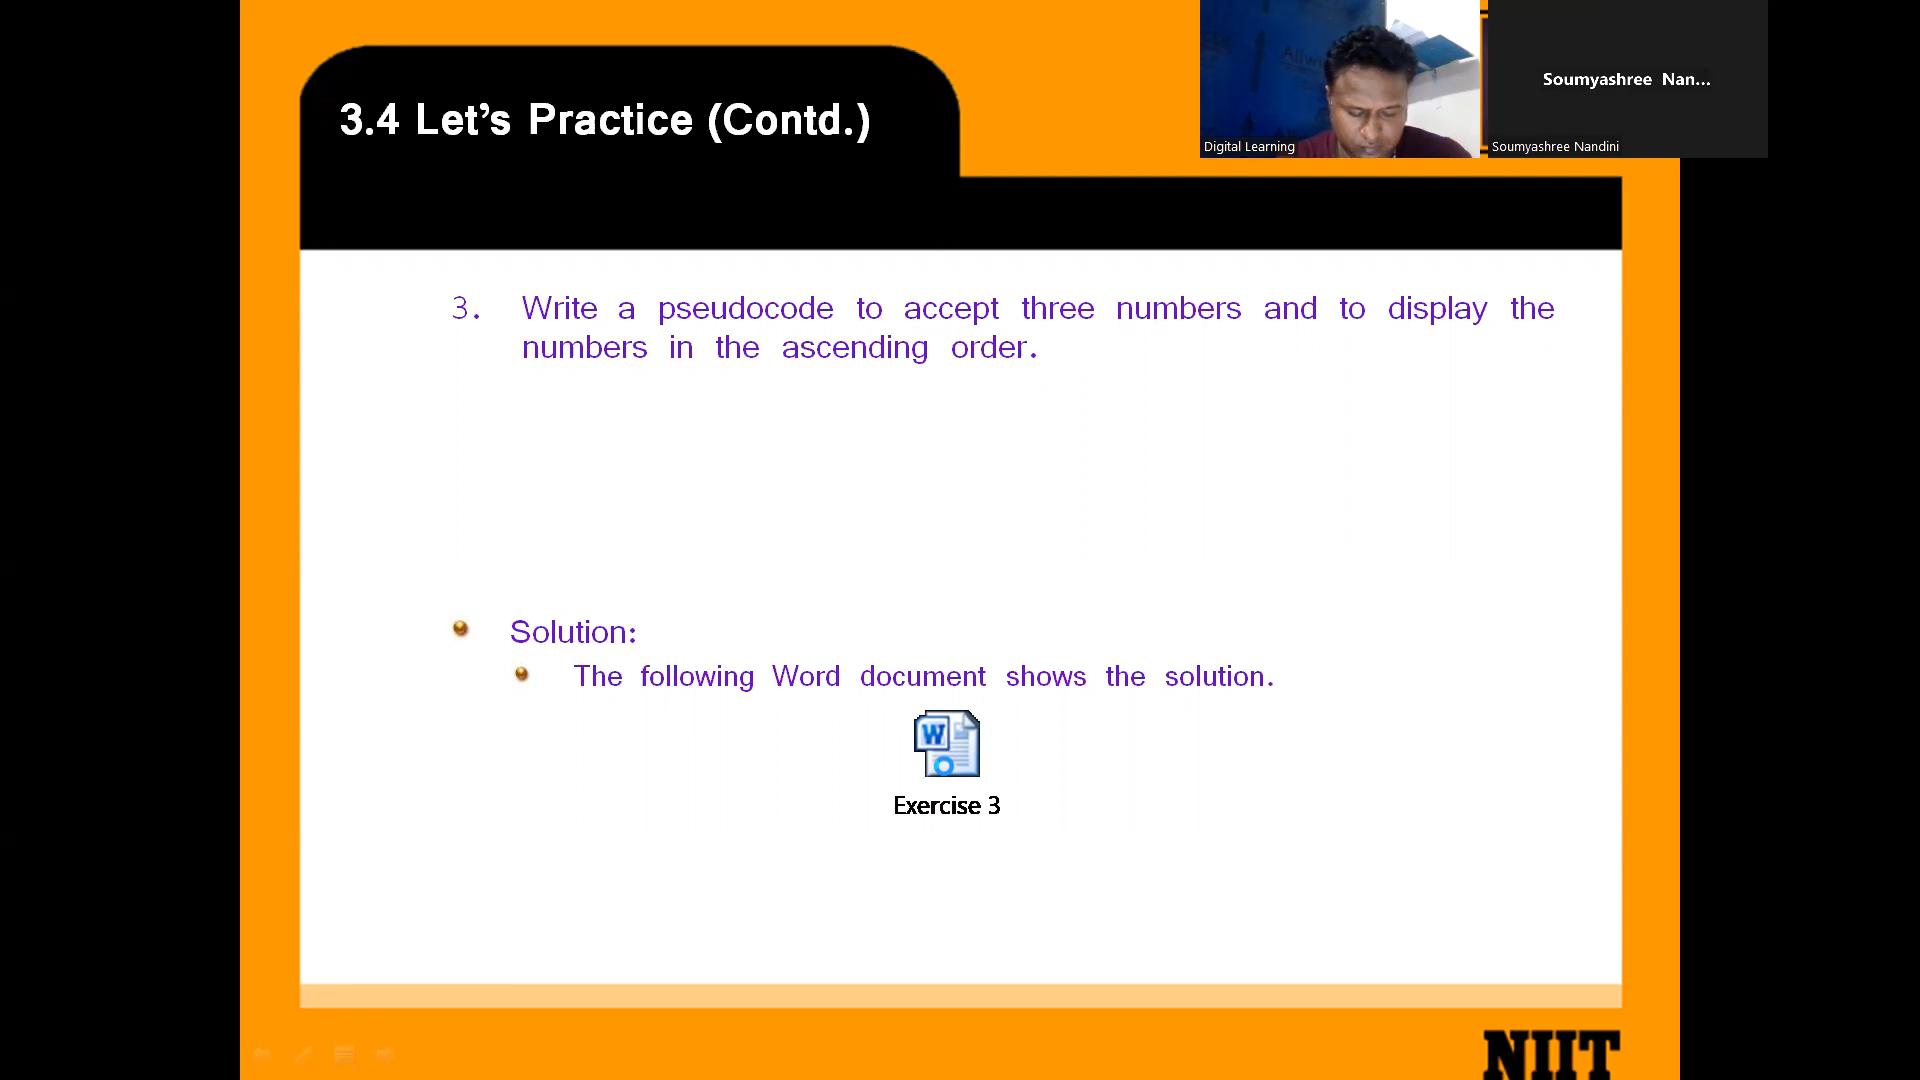 3.4 Let’s Practice (Contd.)
Digital Learning
Soumyashree Nan...
Soumyashree Nandini
3. Write a pseudocode to accept three numbers and to display the
numbers in the ascending order.
Solution:
The following Word document shows the solution.
W
Exercise 3
NIIT